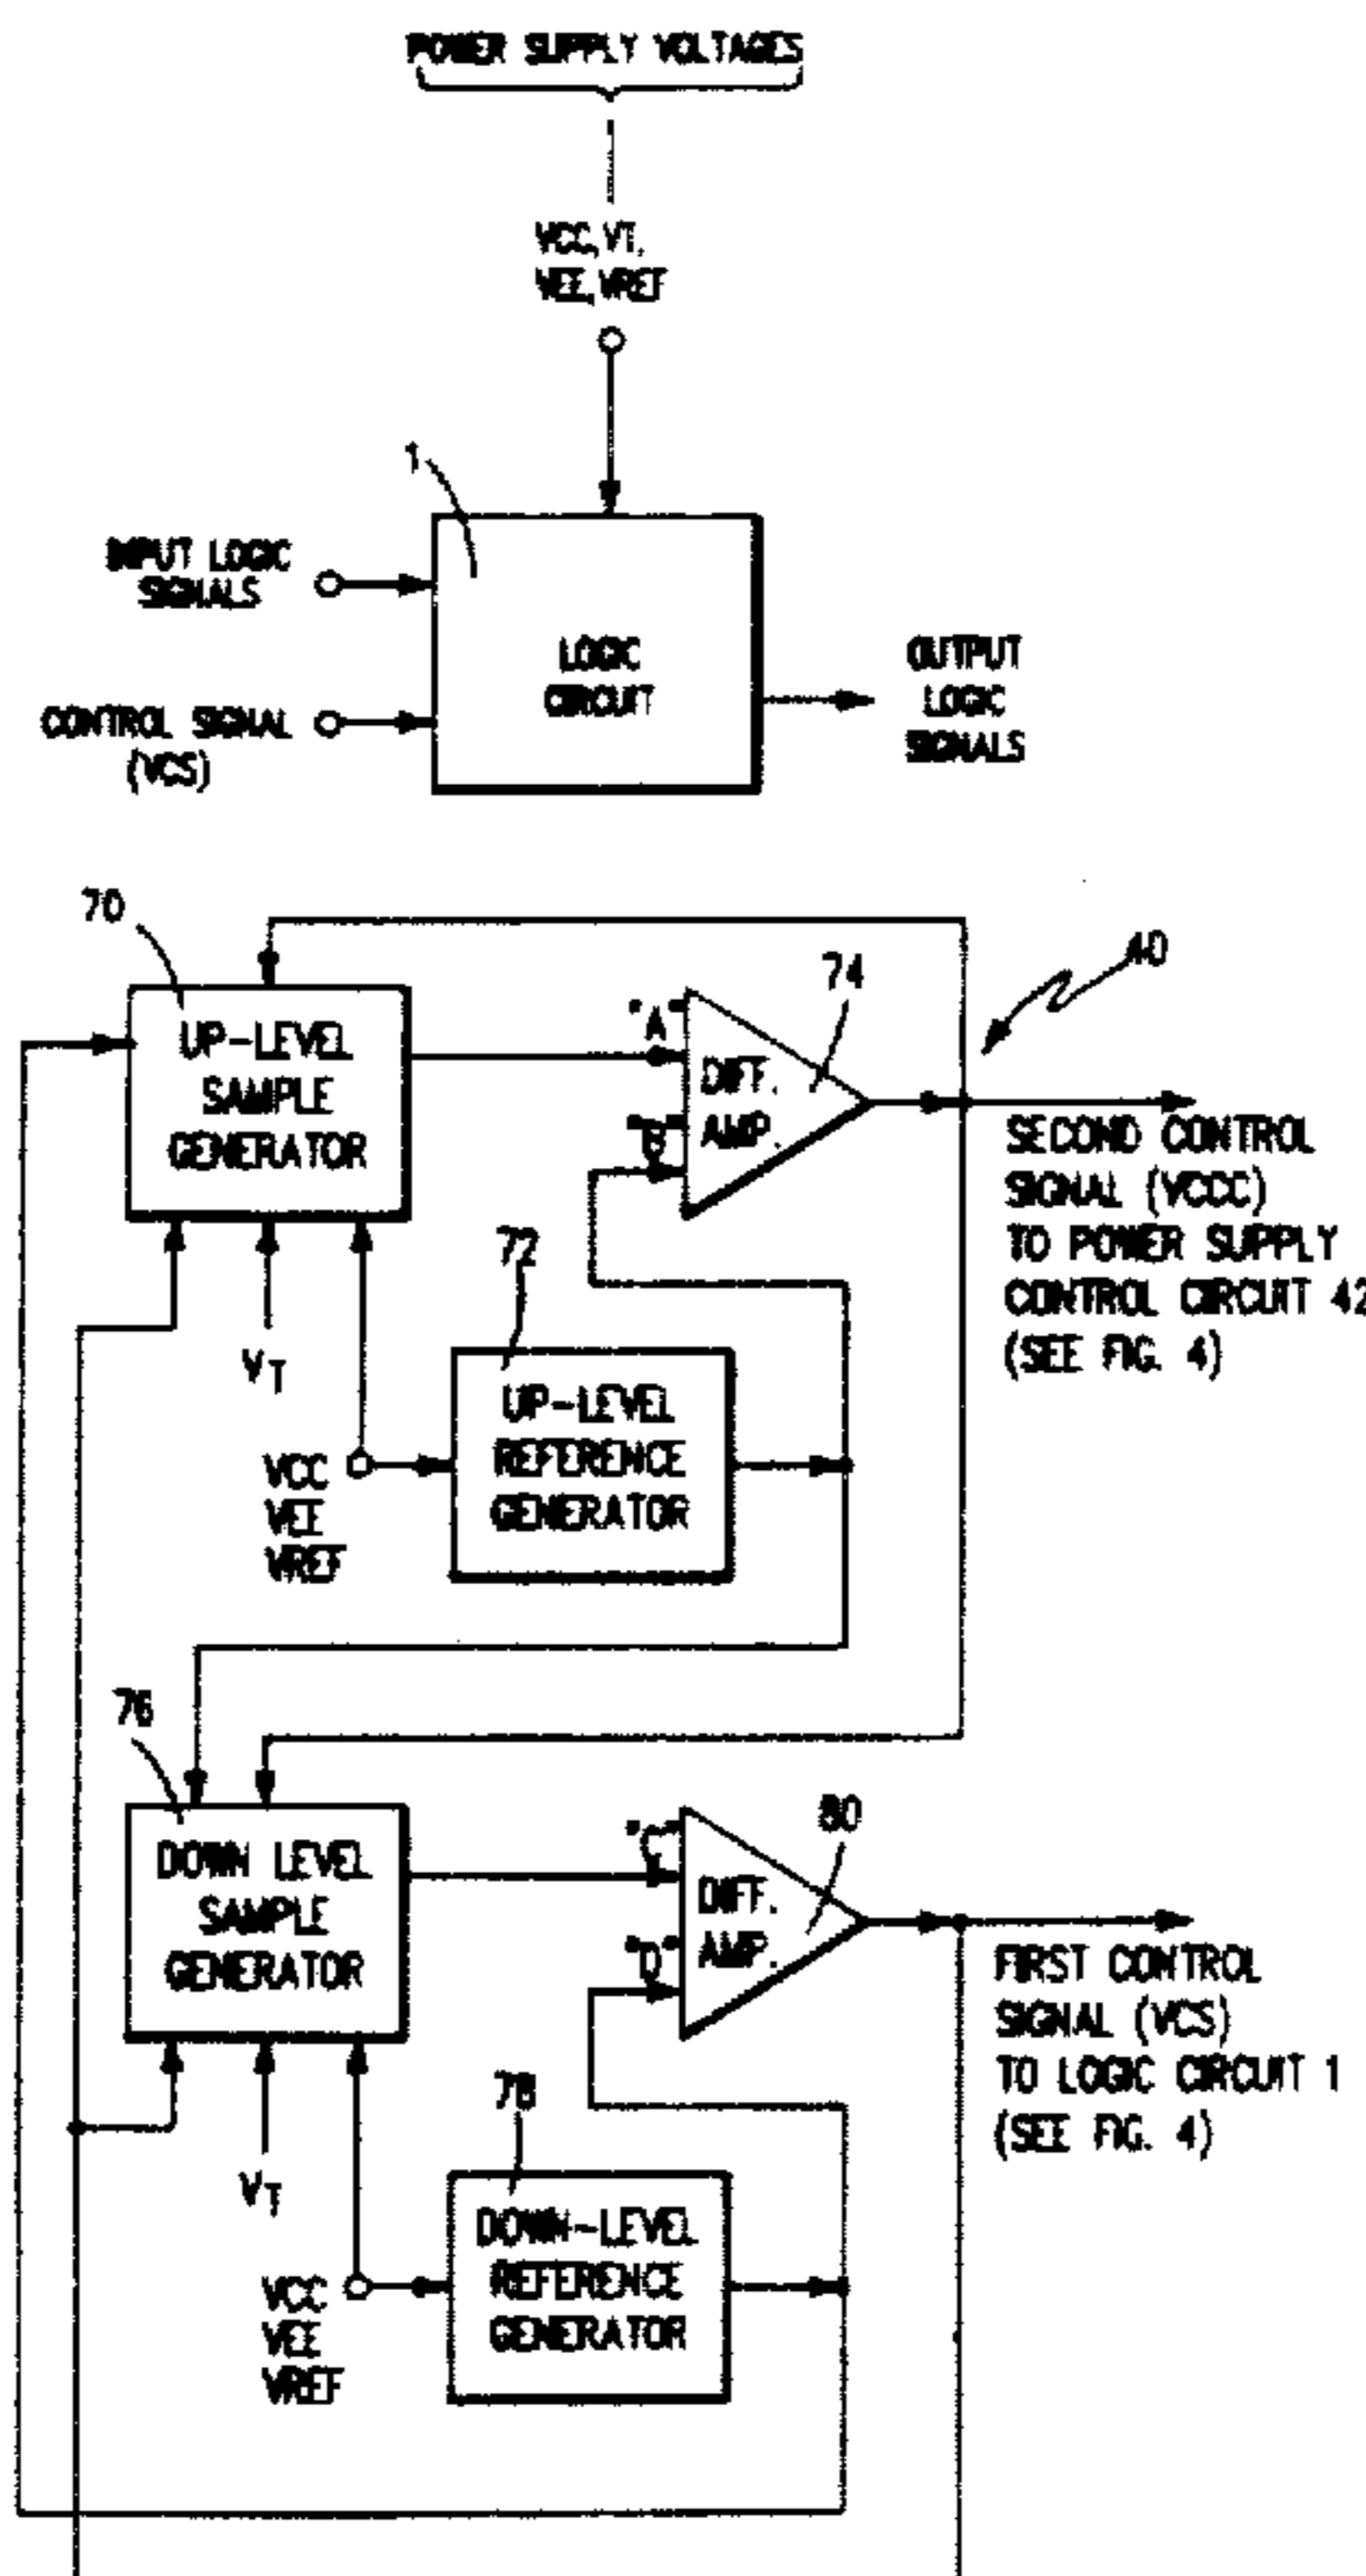 POWER SUPPLY VOLTAGES
VCC, VT,
VEE, VREF
1
INPUT LOGIC
SIGNALS
LOGIC
CIRCUIT
CONTROL SIGNAL
(VCS)
OUTPUT
LOGIC
SIGNALS
70
40
74
UP-LEVEL
SAMPLE
GENERATOR
"A"
DIFF.
AMP.
"B"
SECOND CONTROL
SIGNAL (VCCC)
TO POWER SUPPLY
CONTROL CIRCUIT 42
(SEE FIG. 4)
72
VT
UP-LEVEL
REFERENCE
GENERATOR
VCC
VEE
VREF
76
80
DOWN LEVEL
SAMPLE
GENERATOR
"C"
DIFF.
AMP.
"D"
FIRST CONTROL
SIGNAL (VCS)
TO LOGIC CIRCUIT 1
(SEE FIG. 4)
78
VT
DOWN-LEVEL
REFERENCE
GENERATOR
VCC
VEE
VREF